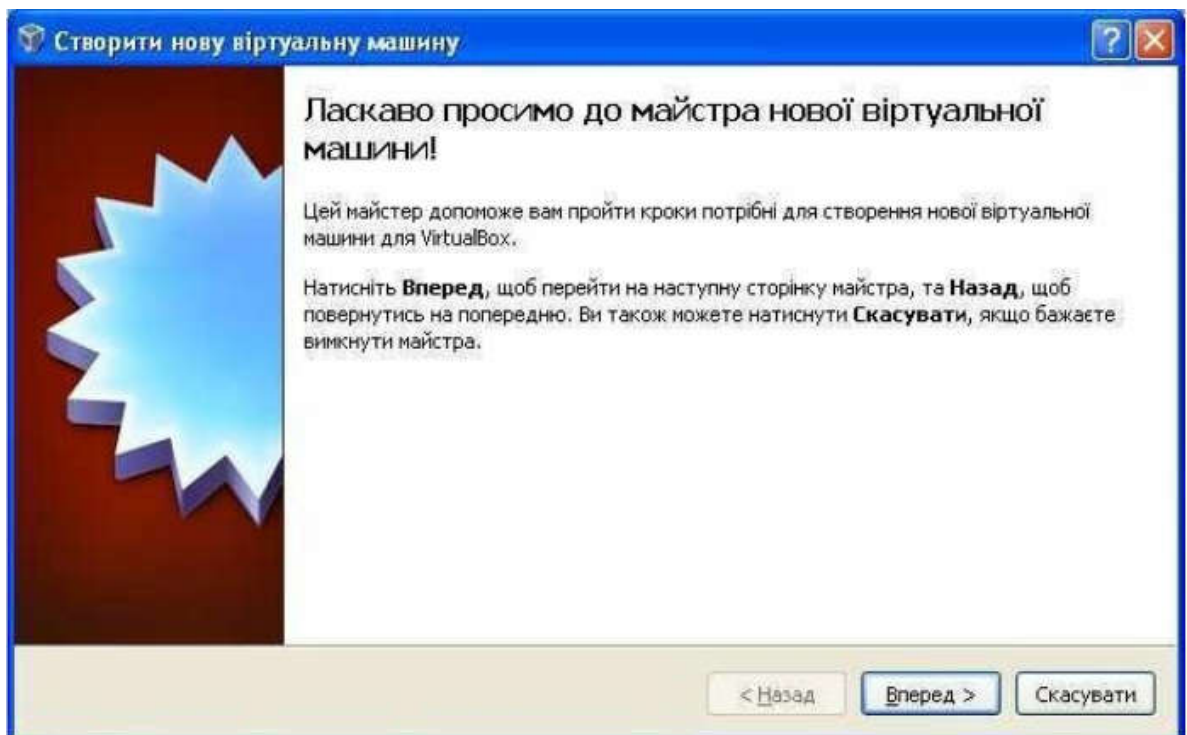 Створити нову віртуальну машину
Ласкаво просимо до майстра нової віртуальної
машини!
Цей майстер допоможе вам пройти кроки потрібні для створення нової віртуальної
машини для VirtualBox.
Натисніть Вперед, щоб перейти на наступну сторінку майстра, та Назад, щоб
повернутись на попередню. Ви також можете натиснути Скасувати, якщо бажаєте
вимкнути майстра.
< Назад Вперед > Скасувати